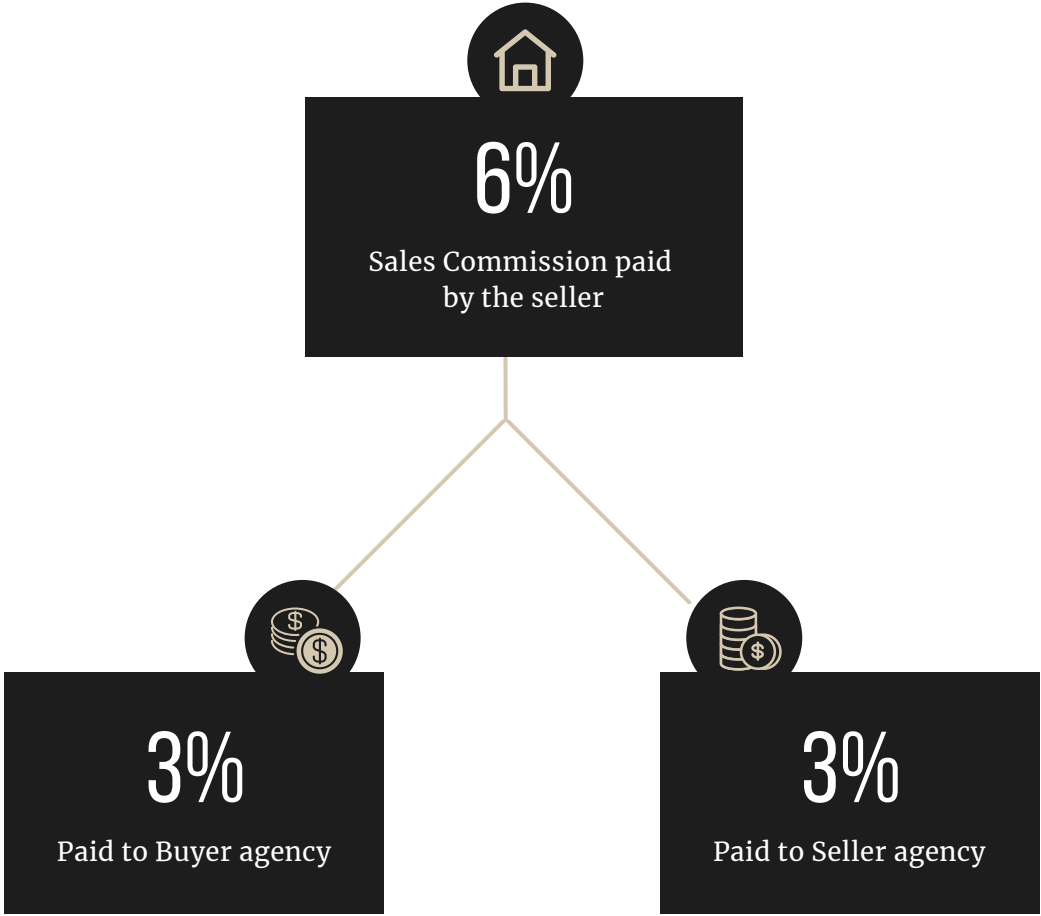 6%
Sales Commission paid
by the seller
$
$
$
3%
Paid to Buyer agency
3%
Paid to Seller agency